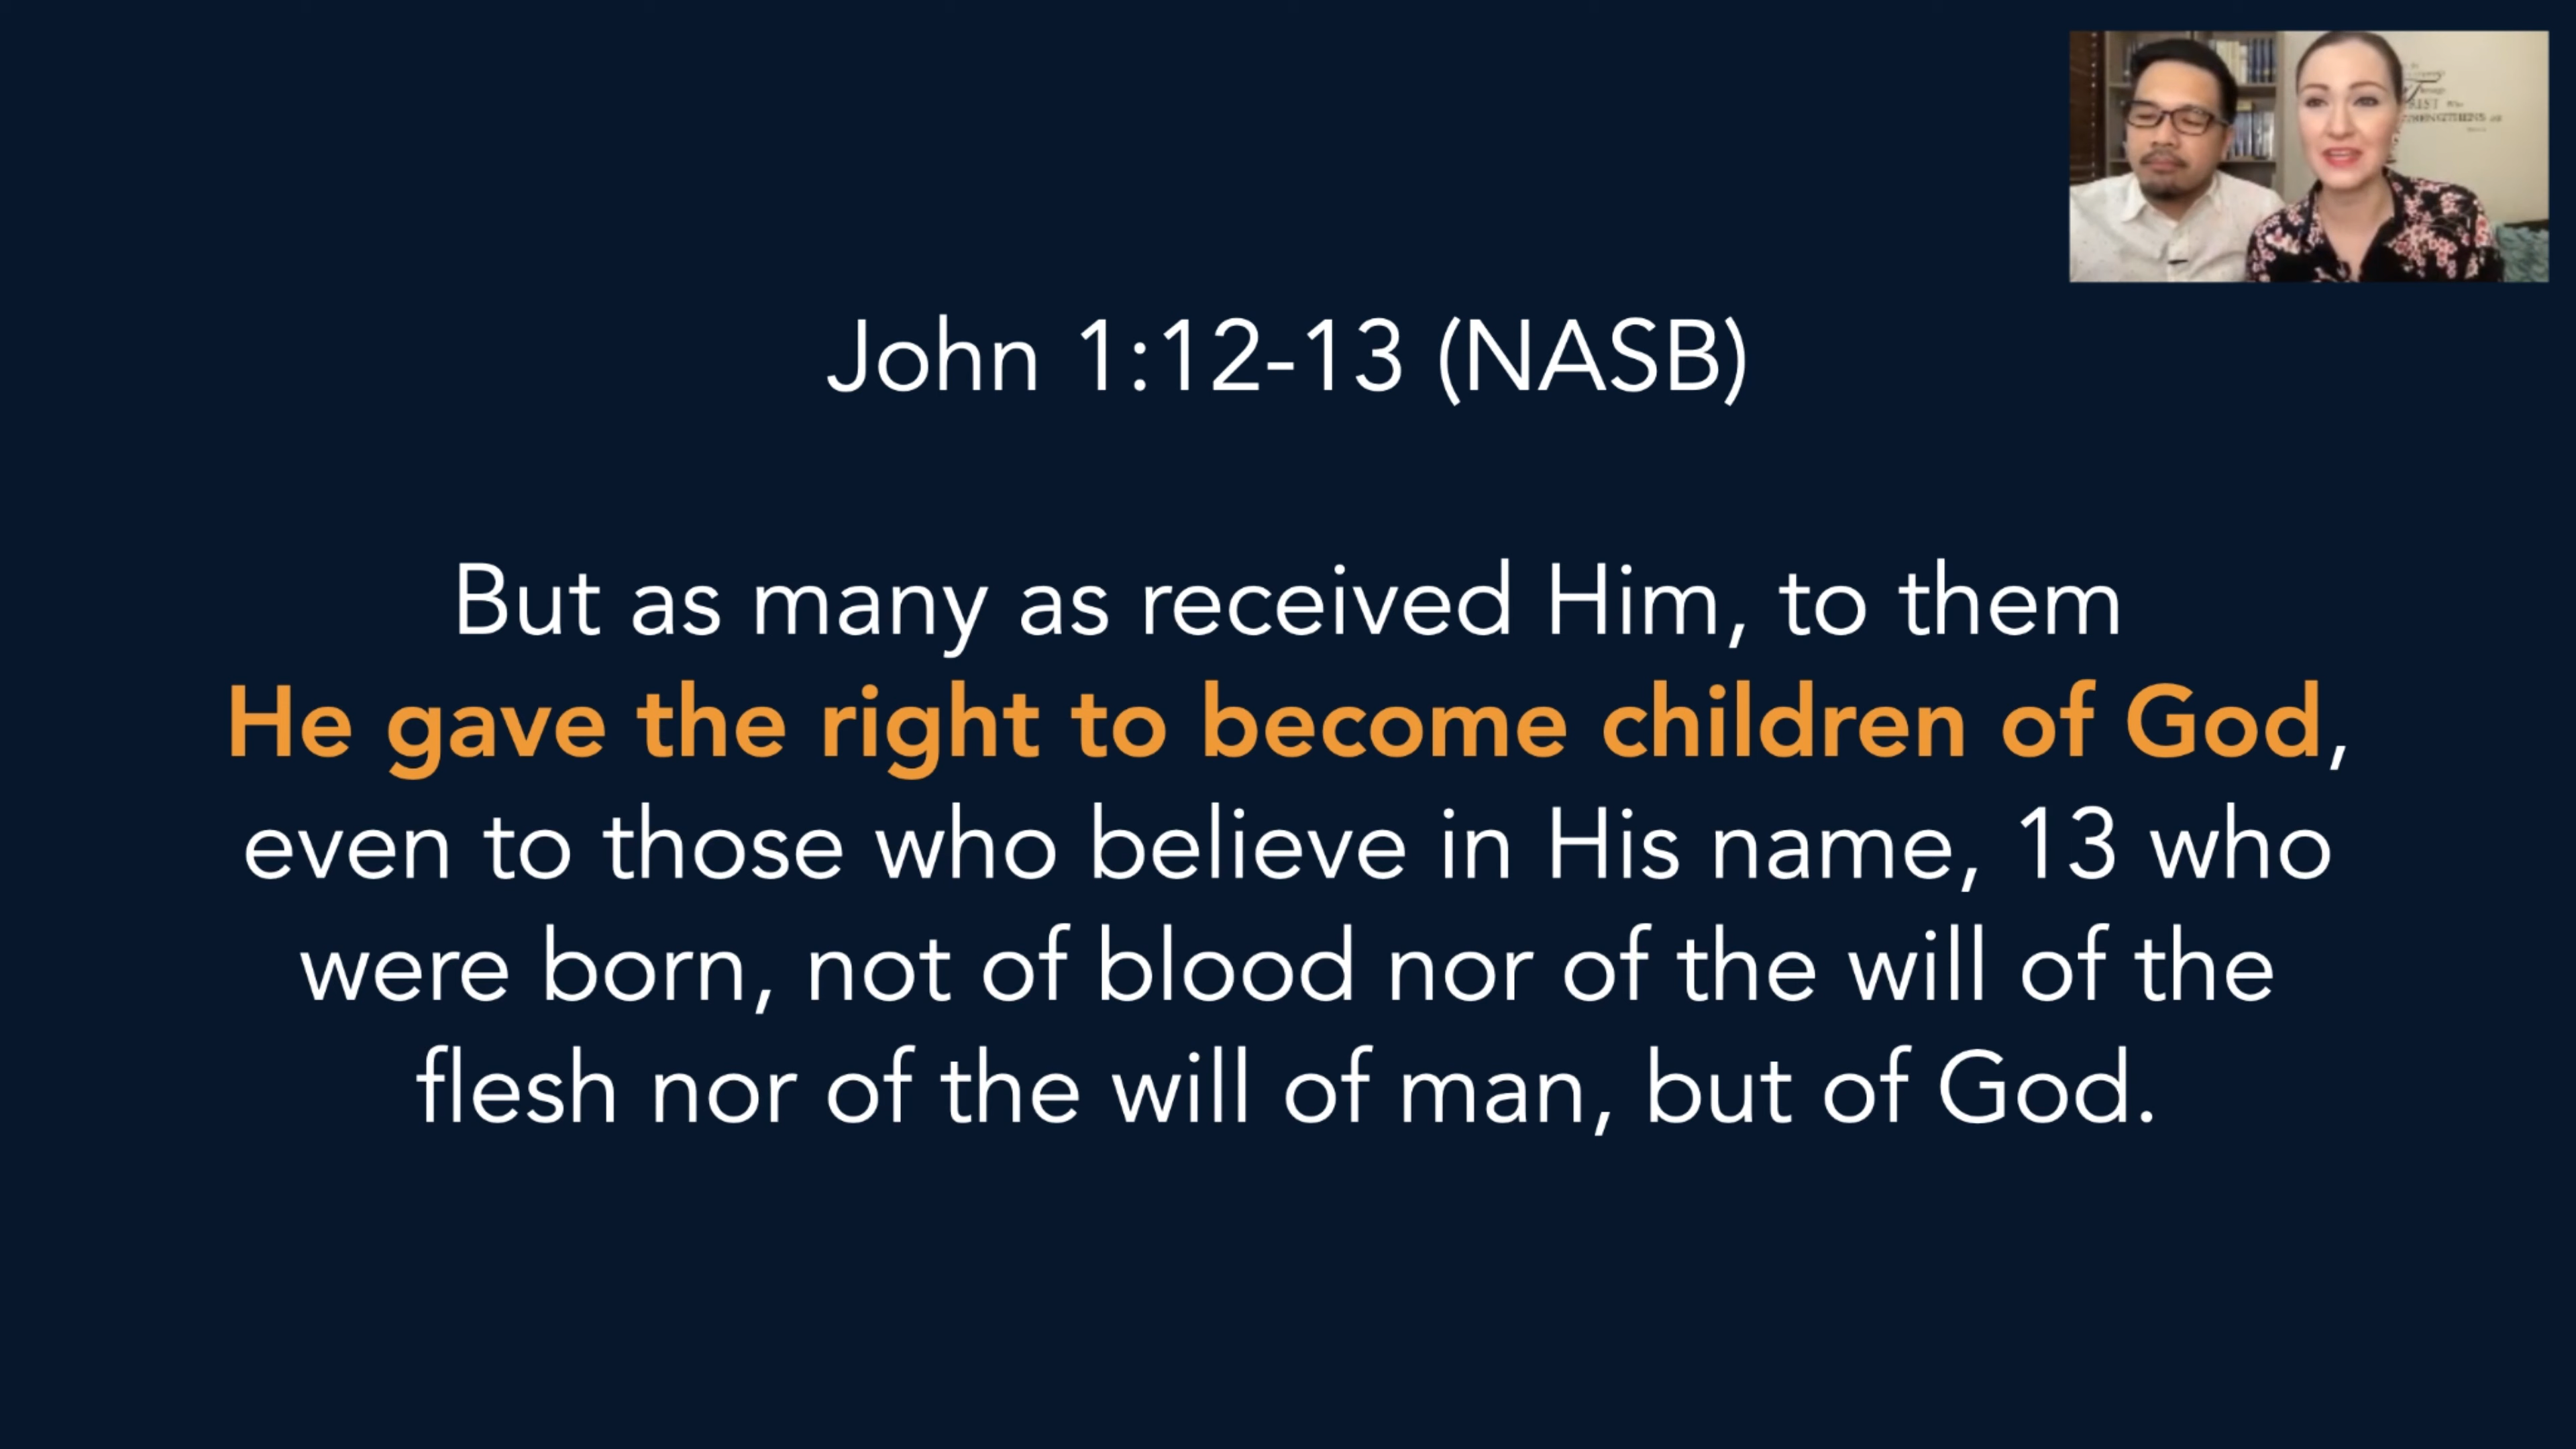 John 1:12-13 (NASB)
But as many as received Him, to them
He gave the right to become children of God,
even to those who believe in His name, 13 who
were born, not of blood nor of the will of the
flesh nor of the will of man, but of God.
Through
STRENGTHENS